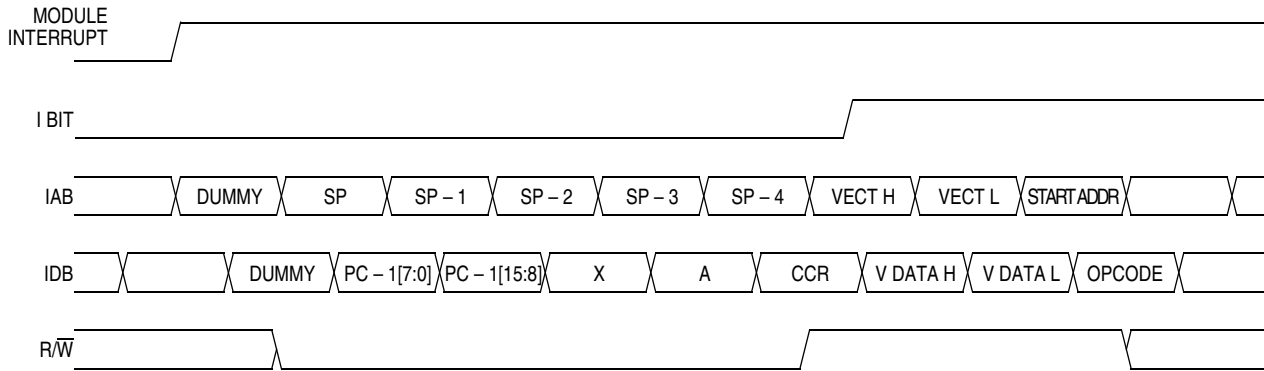 MODULE
INTERRUPT
I BIT
IAB DUMMY SP SP – 1 SP – 2 SP – 3 SP – 4 VECT H VECT L START ADDR
IDB DUMMY PC – 1[7:0] PC – 1[15:8] X A CCR V DATA H V DATA L OPCODE
R/W̅